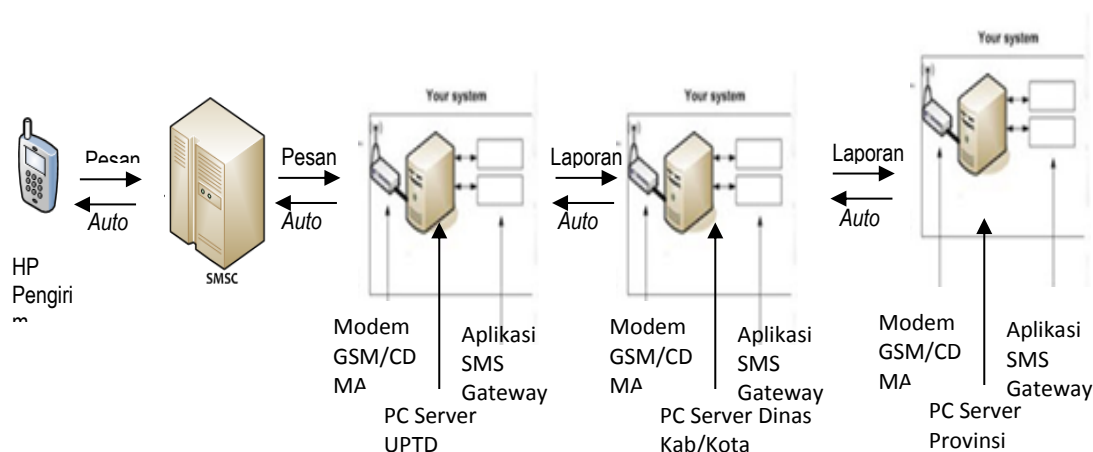 Your system
Your system
Your system
Pesan
Auto
Pesan
Auto
Laporan
Auto
Laporan
Auto
SMSC
HP
Pengiri
m
Modem
GSM/CD
MA
Aplikasi
SMS
Gateway
PC Server
UPTD
Modem
GSM/CD
MA
Aplikasi
SMS
Gateway
PC Server Dinas
Kab/Kota
Modem
GSM/CD
MA
Aplikasi
SMS
Gateway
PC Server
Provinsi